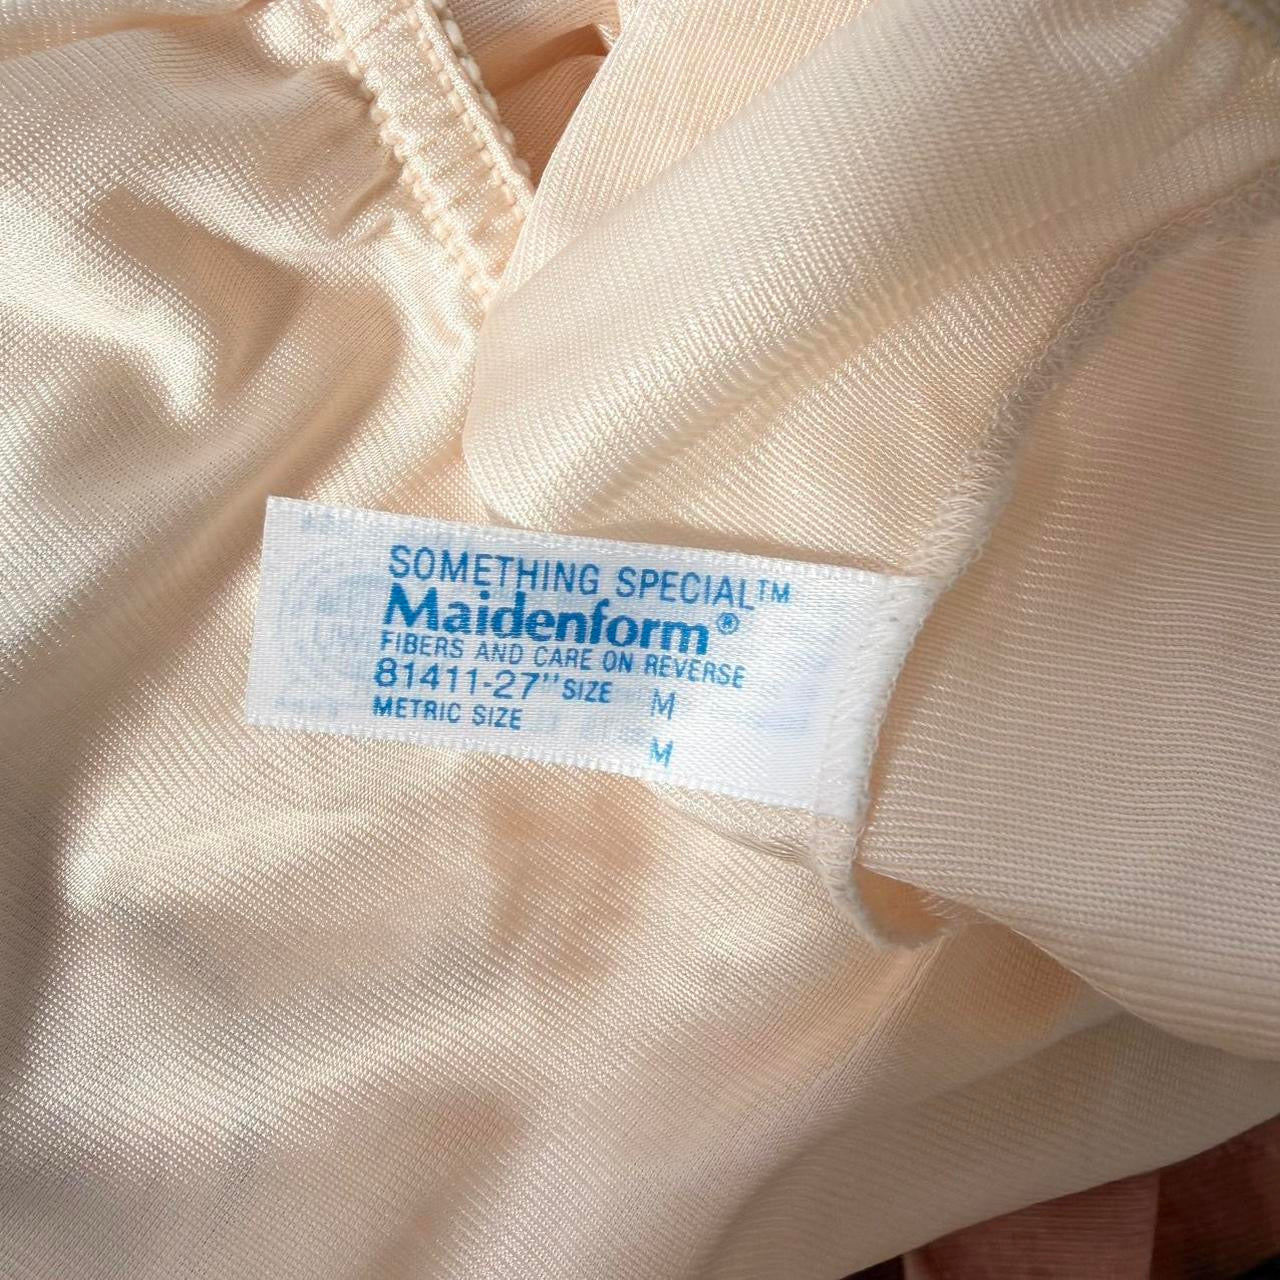 SOMETHING SPECIAL™
Maidenform®
FIBERS AND CARE ON REVERSE
81411-27" SIZE M
METRIC SIZE M